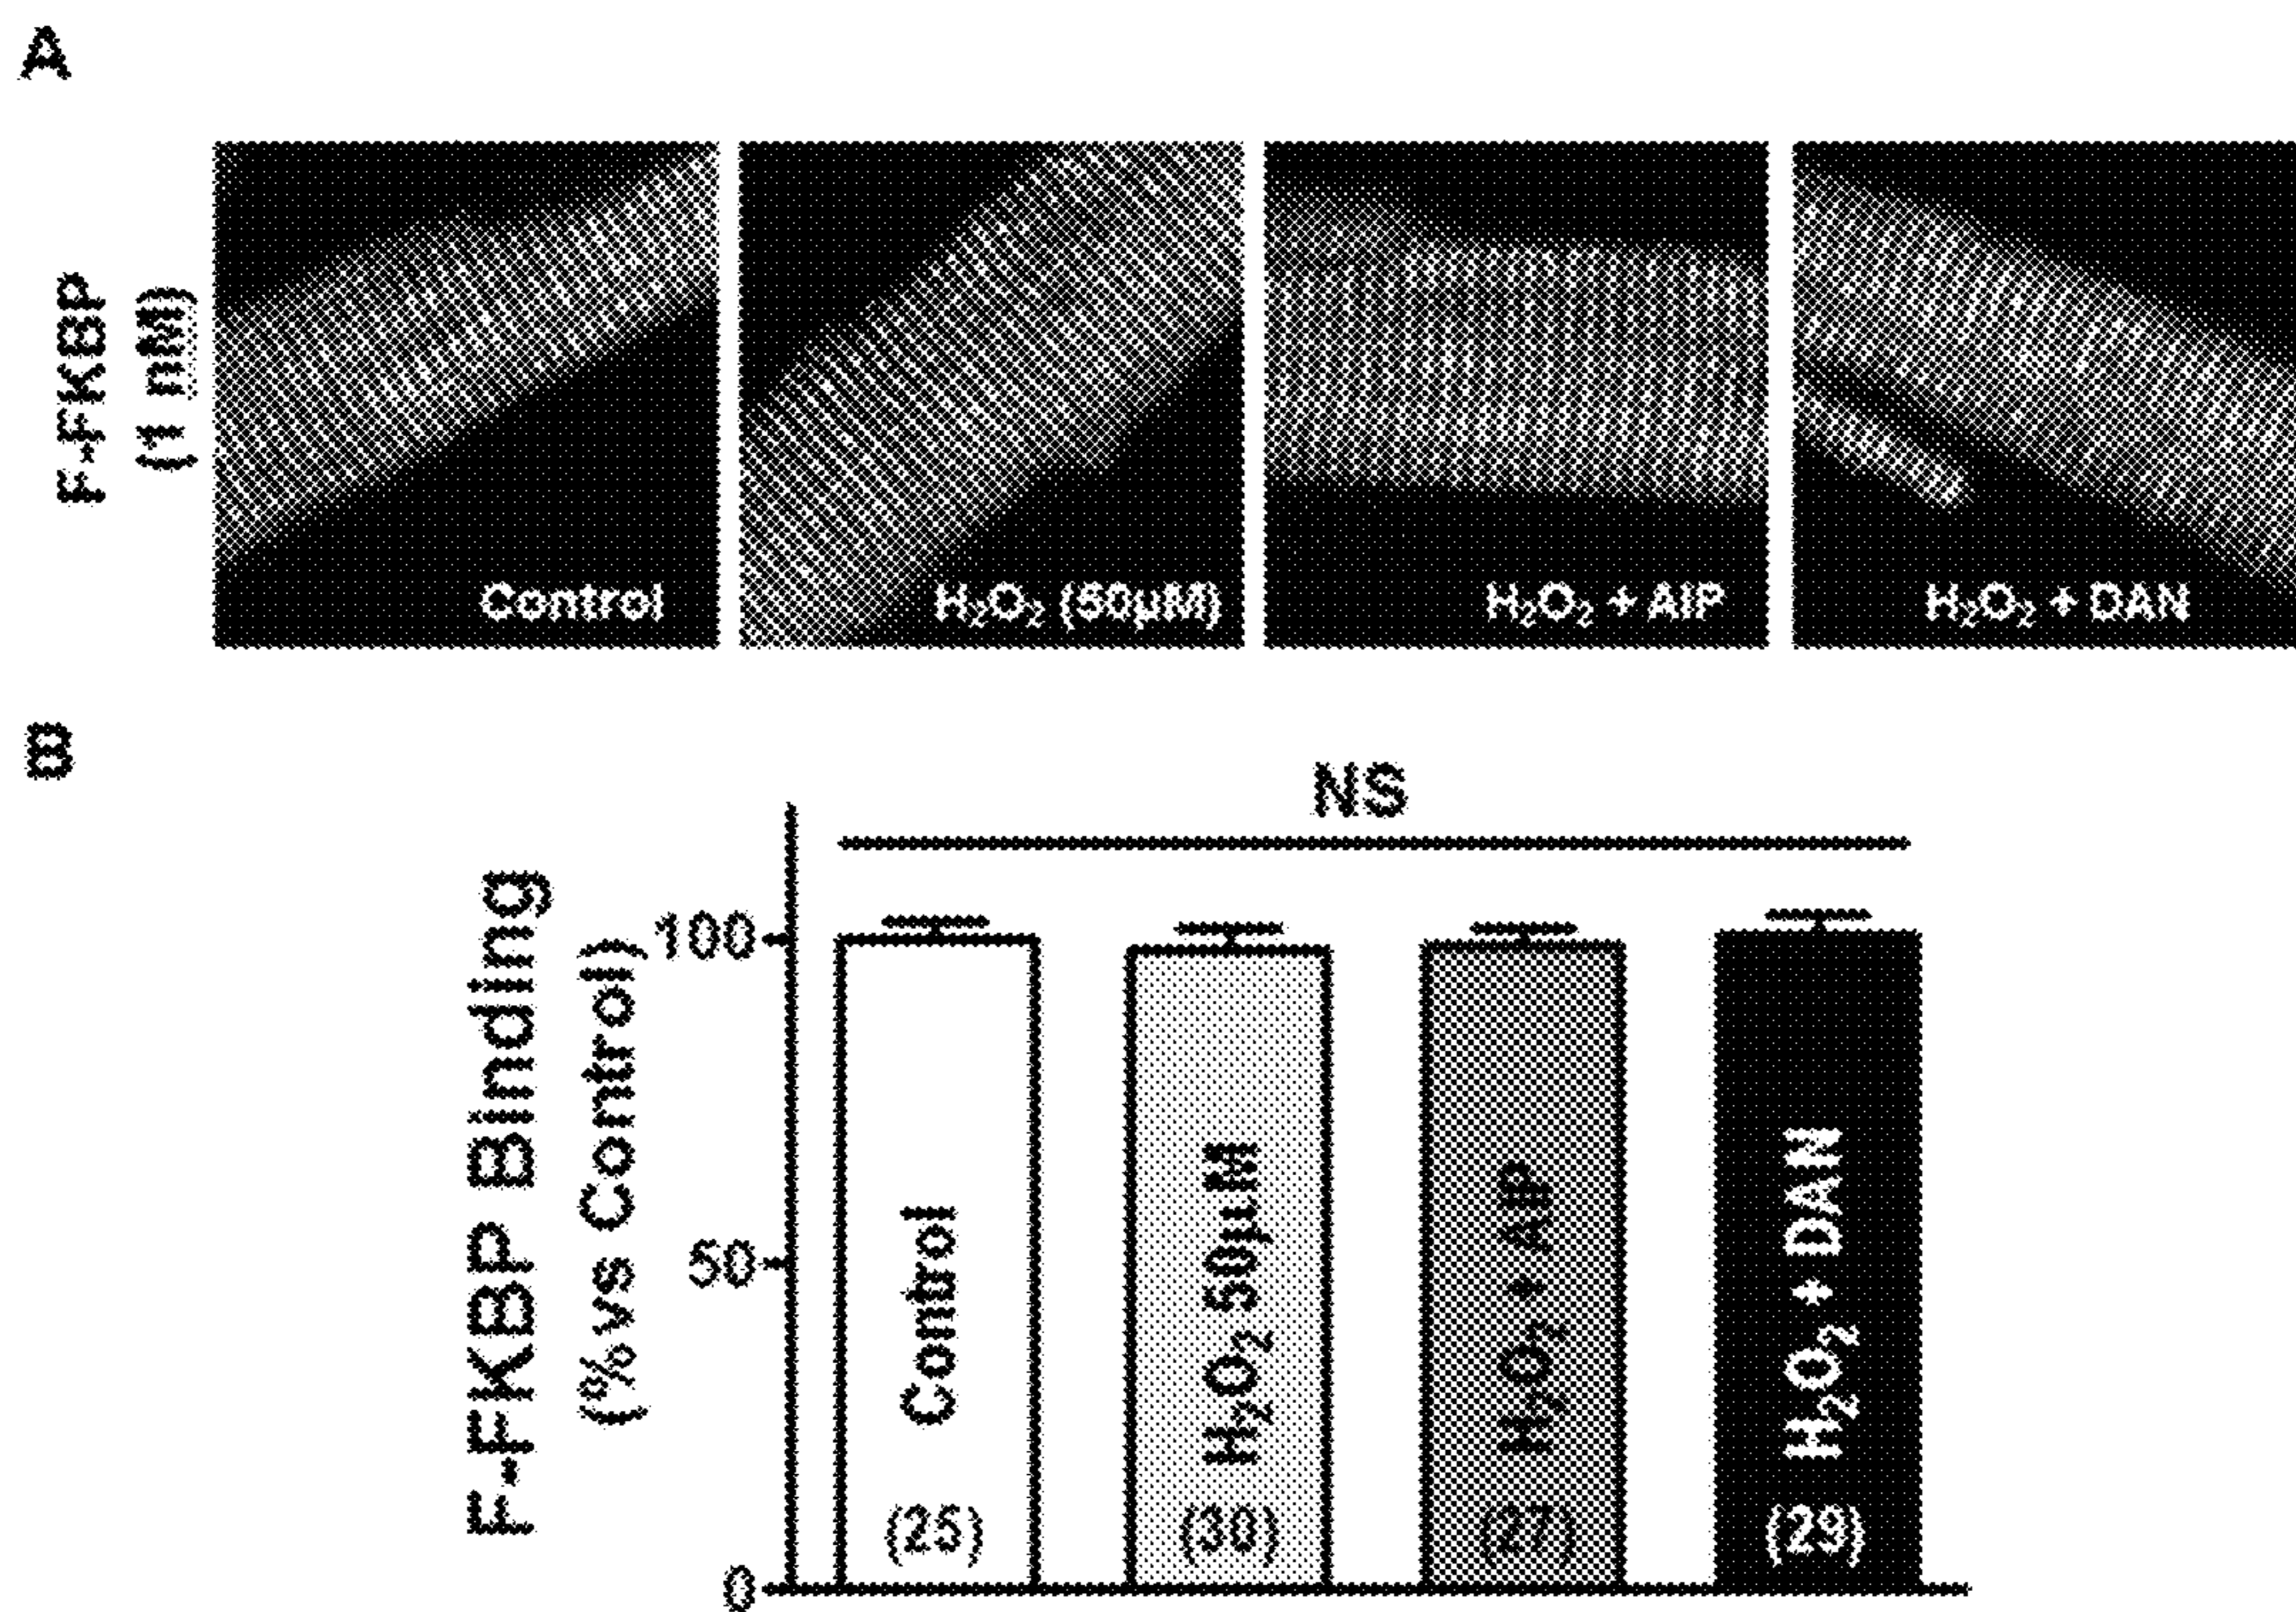 A
F-FKBP
(1 nM)
Control
H₂O₂ (50µM)
H₂O₂ + AIP
H₂O₂ + DAN
B
NS
F-FKBP Binding
(% vs Control)
100
50
0
Control
(25)
H₂O₂ 50µM
(30)
H₂O₂ + AIP
(27)
H₂O₂ + DAN
(29)